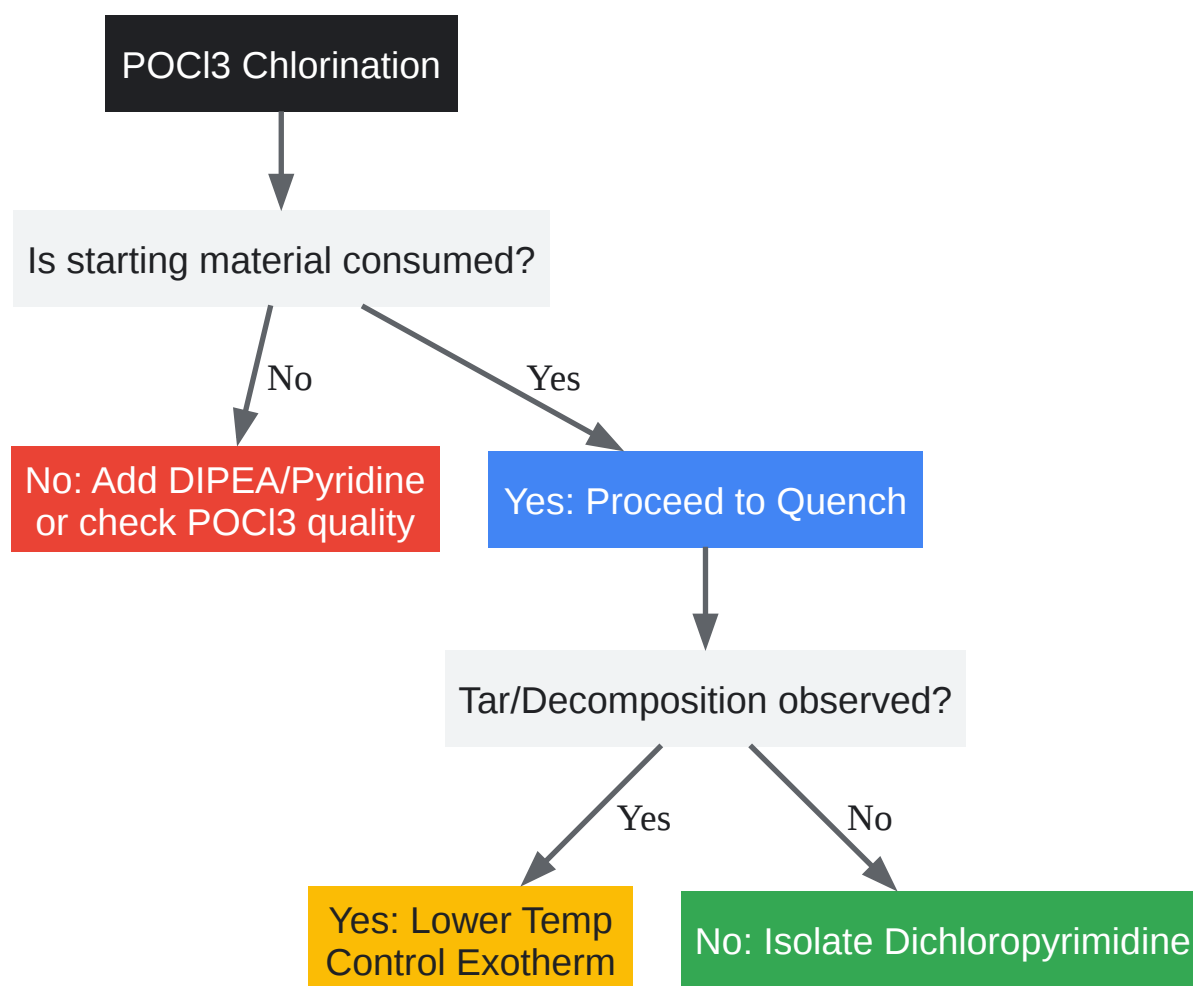 POCl3 Chlorination
Is starting material consumed?
No
Yes
No: Add DIPEA/Pyridine
or check POCl3 quality
Yes: Proceed to Quench
Tar/Decomposition observed?
Yes
No
Yes: Lower Temp
Control Exotherm
No: Isolate Dichloropyrimidine